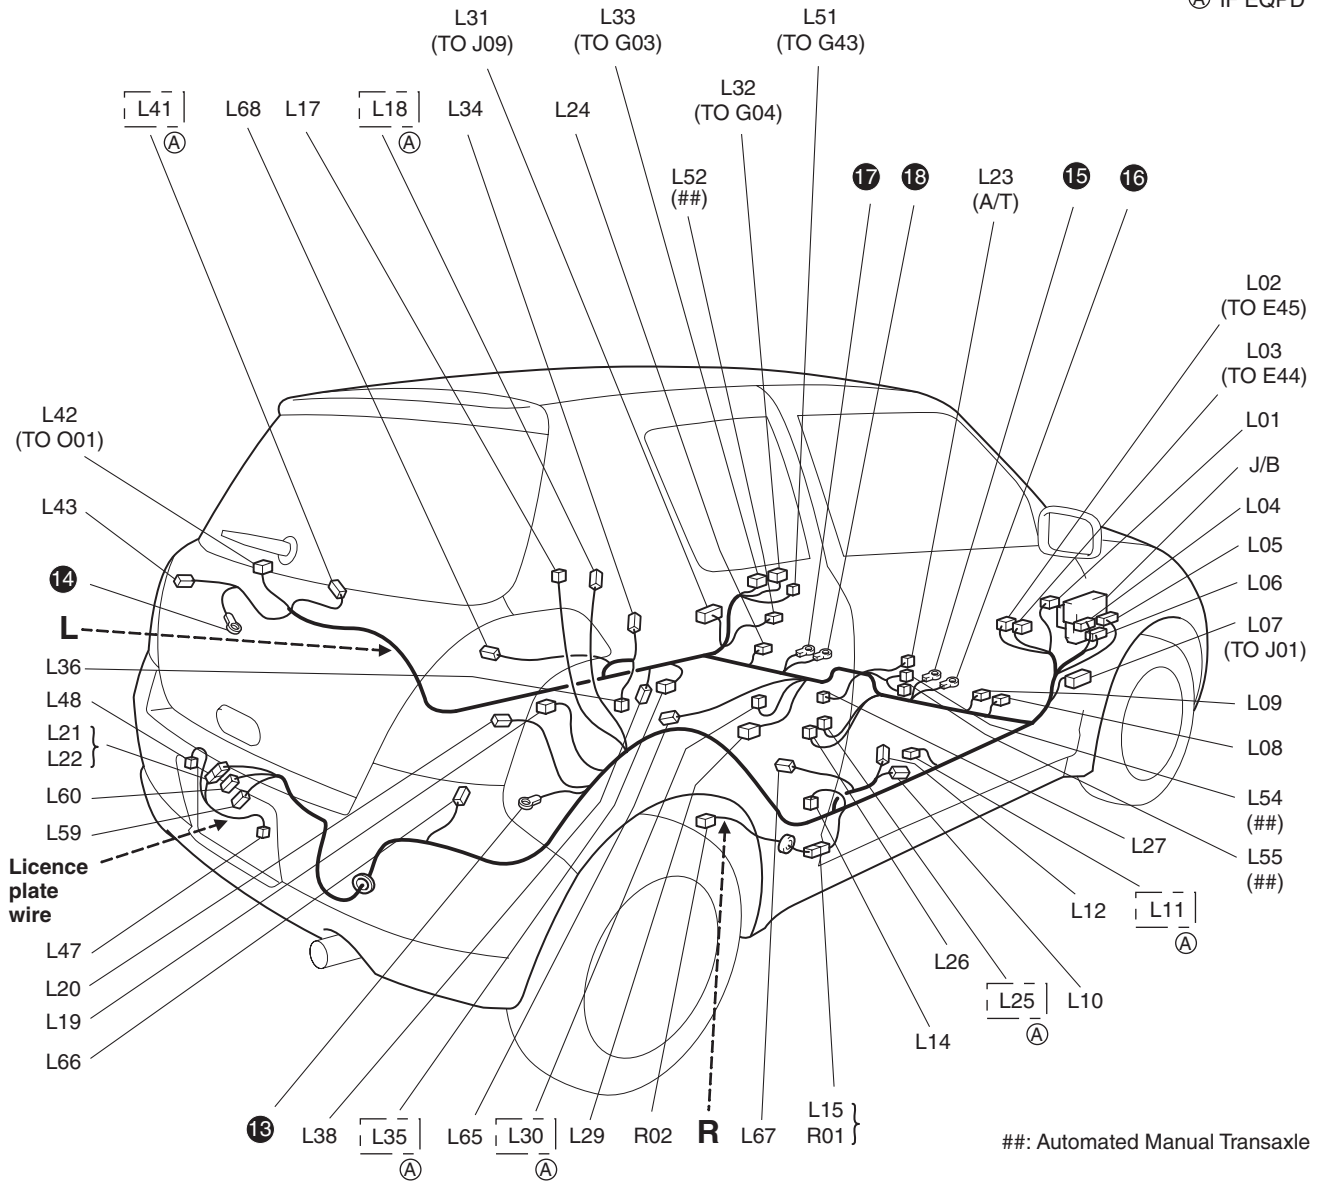 Ⓐ IF EQPD
L31
(TO J09)
L33
(TO G03)
L51
(TO G43)
L32
(TO G04)
L41
Ⓐ
L68
L17
L18
Ⓐ
L34
L24
L52
(##)
17
18
L23
(A/T)
15
16
L02
(TO E45)
L03
(TO E44)
L01
J/B
L04
L05
L06
L07
(TO J01)
L42
(TO O01)
L43
14
L
L36
L48
L21
L22
L60
L59
Licence
plate
wire
L47
L20
L19
L66
L09
L08
L54
(##)
L55
(##)
L27
L12
L11
Ⓐ
L26
L25
Ⓐ
L10
L14
13
L38
L35
Ⓐ
L65
L30
Ⓐ
L29
R02
R
L67
L15
R01
##: Automated Manual Transaxle